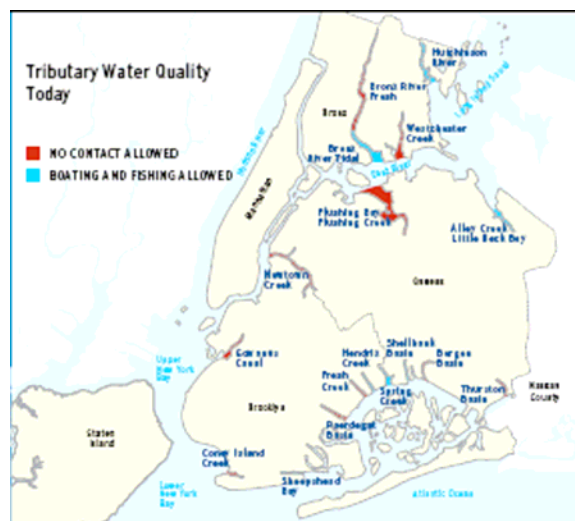 Tributary Water Quality
Today
NO CONTACT ALLOWED
BOATING AND FISHING ALLOWED
Hutchinson
River
Long Island Sound
Bronx River
Fresh
Bronx
Westchester
Creek
Bronx
River Tidal
East River
Hudson River
Manhattan
Flushing Bay
Flushing Creek
Alley Creek
Little Neck Bay
Newtown
Creek
Queens
Gowanus
Canal
Upper
New York
Bay
Hendrix
Creek
Shellbank
Basin
Bergen
Basin
Fresh
Creek
Spring
Creek
Thurston
Basin
Nassau
County
Brooklyn
Paerdegat
Basin
Staten
Island
Coney Island
Creek
Sheepshead
Bay
Lower
New York
Bay
Atlantic Ocean